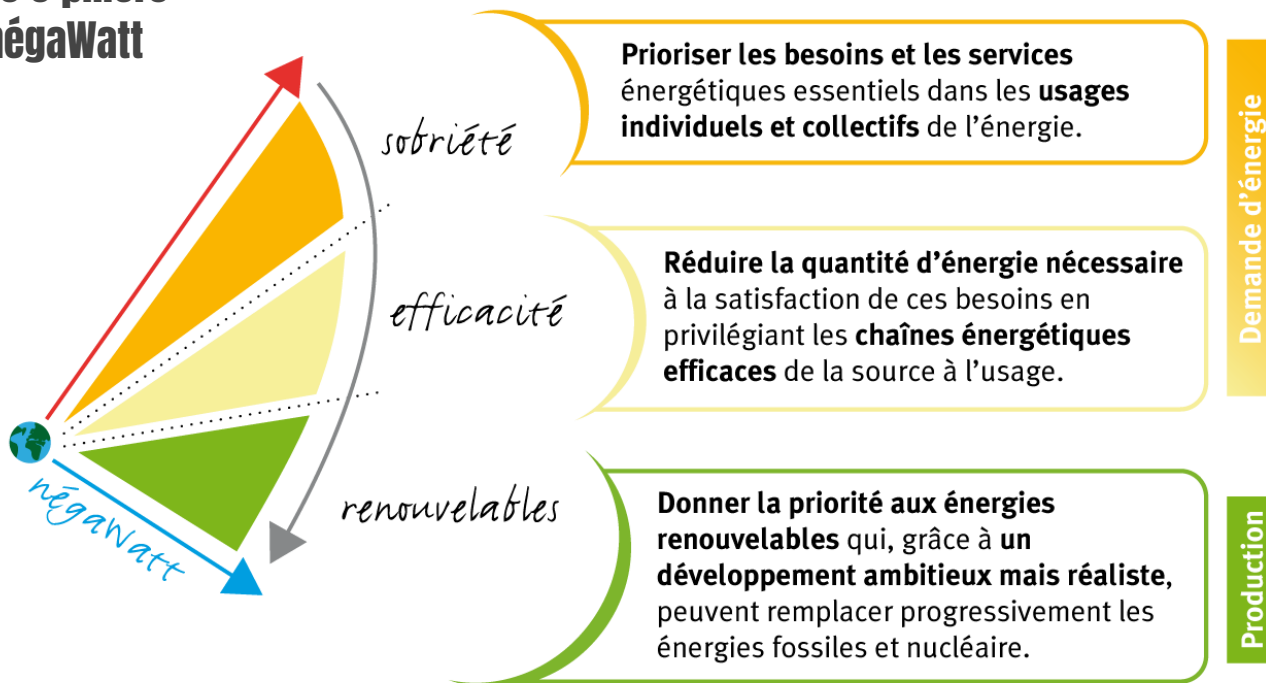 négaWatt
sobriété
Prioriser les besoins et les services
énergétiques essentiels dans les usages
individuels et collectifs de l’énergie.
efficacité
Réduire la quantité d’énergie nécessaire
à la satisfaction de ces besoins en
privilégiant les chaînes énergétiques
efficaces de la source à l’usage.
Demande d’énergie
renouvelables
Donner la priorité aux énergies
renouvelables qui, grâce à un
développement ambitieux mais réaliste,
peuvent remplacer progressivement les
énergies fossiles et nucléaire.
Production
négaWatt